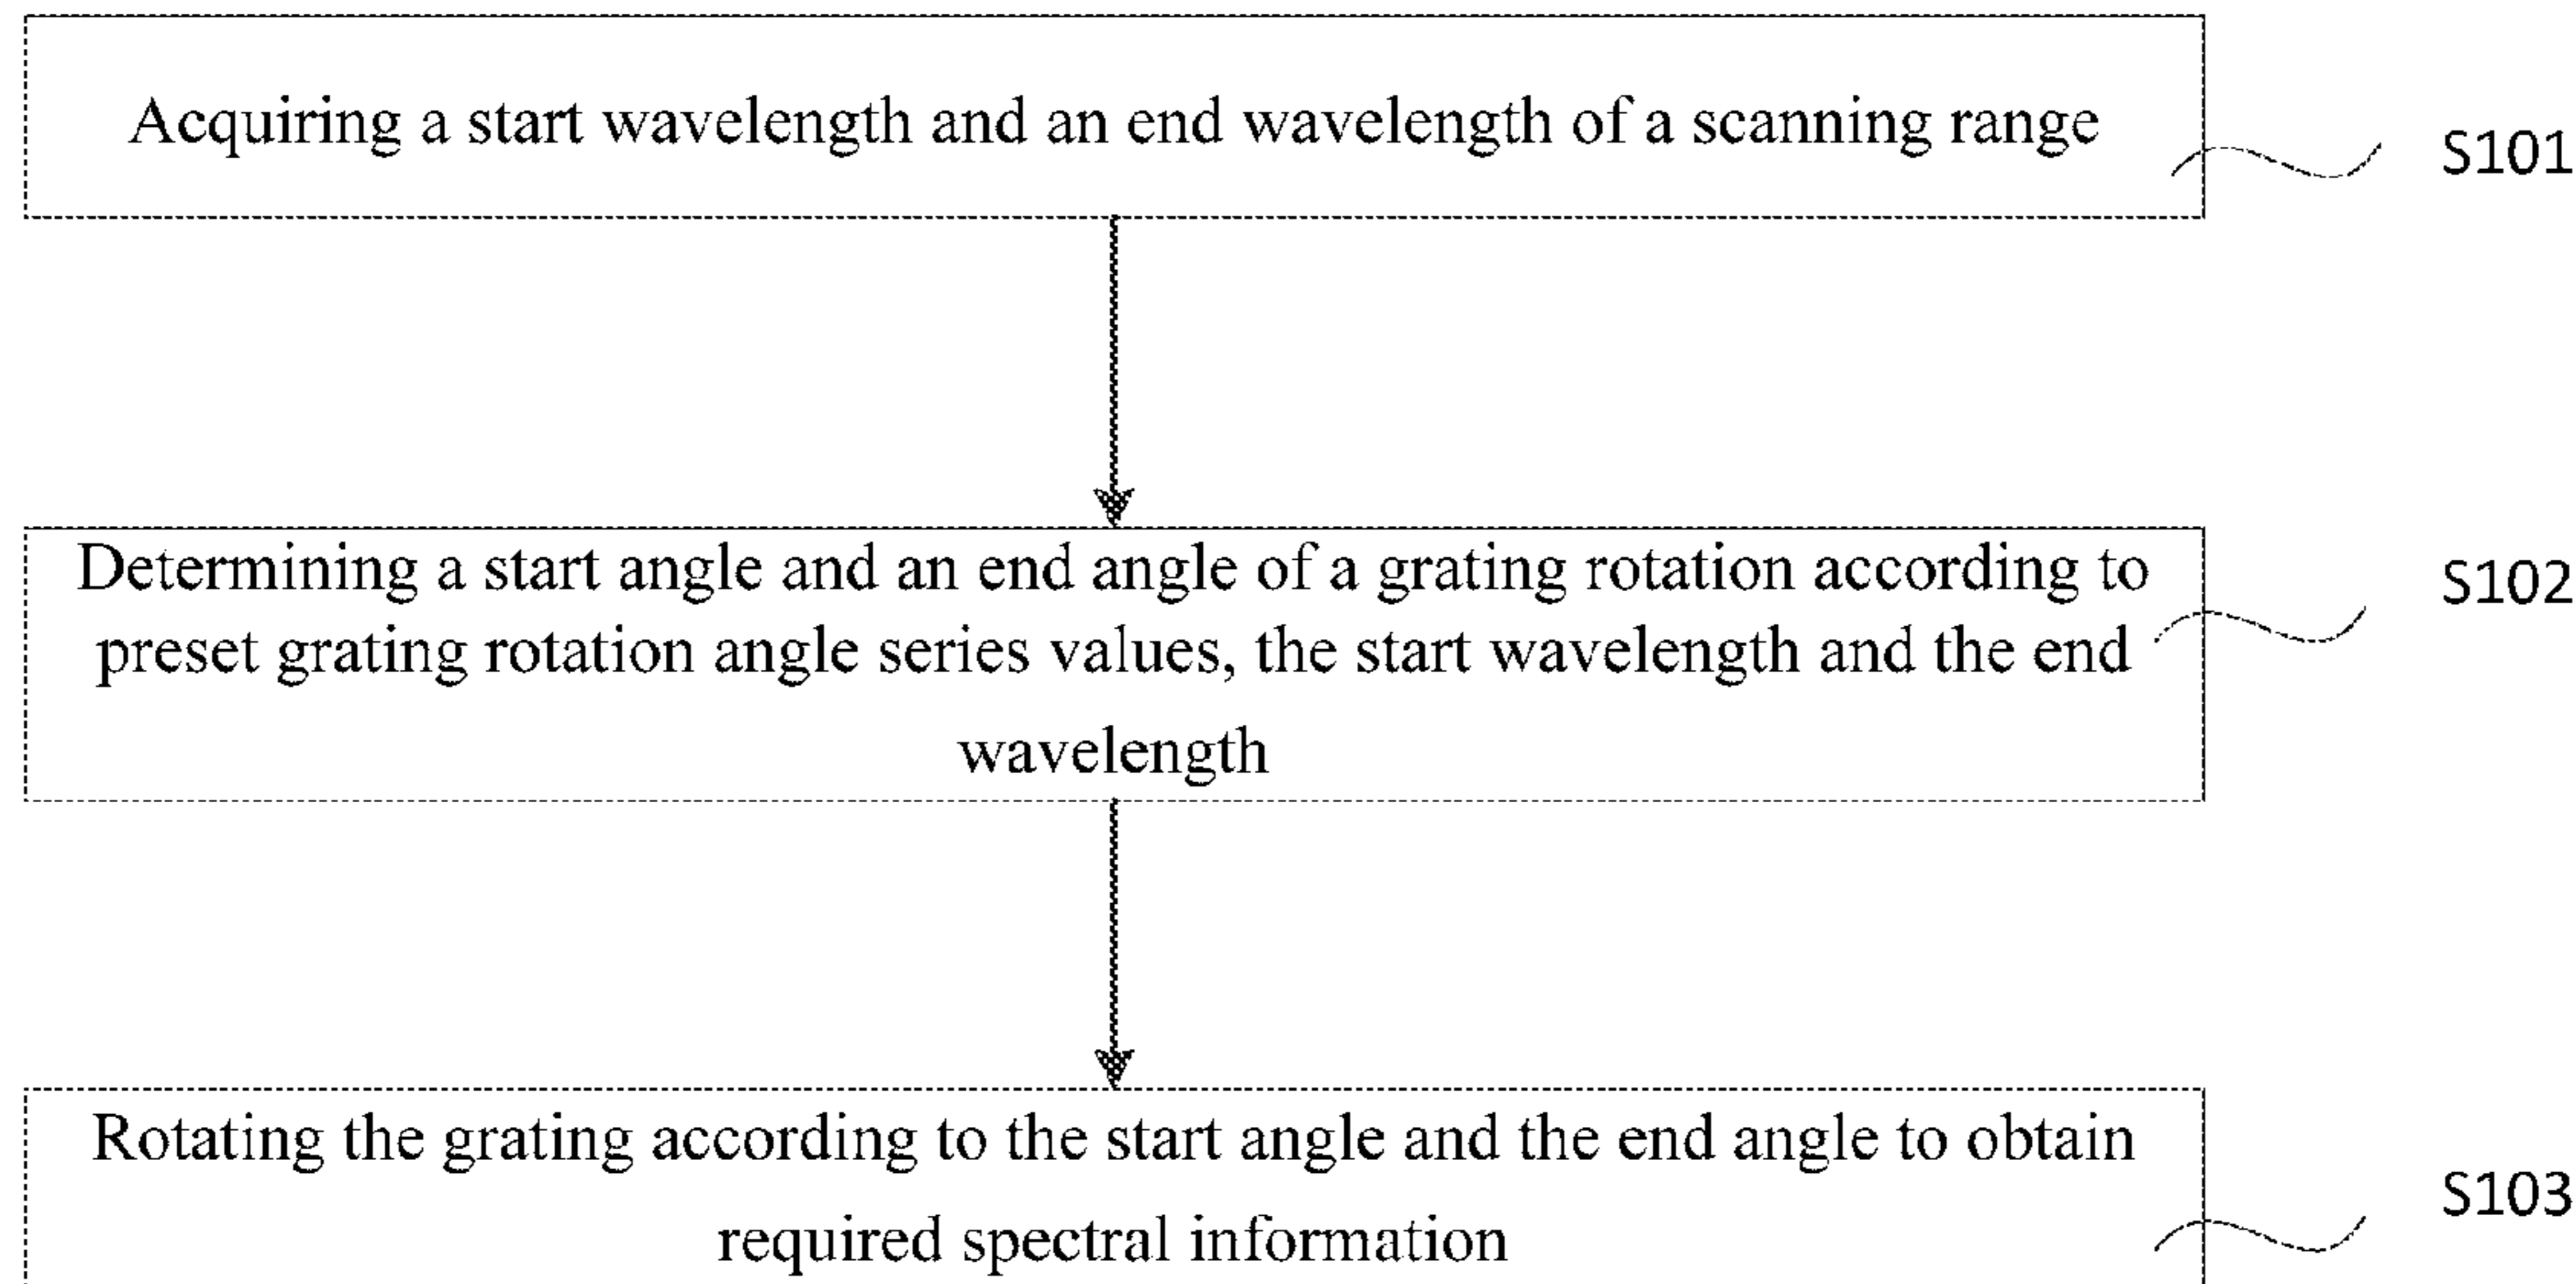 Acquiring a start wavelength and an end wavelength of a scanning range
S101
Determining a start angle and an end angle of a grating rotation according to
S102
preset grating rotation angle series values, the start wavelength and the end
wavelength
Rotating the grating according to the start angle and the end angle to obtain
S103
required spectral information